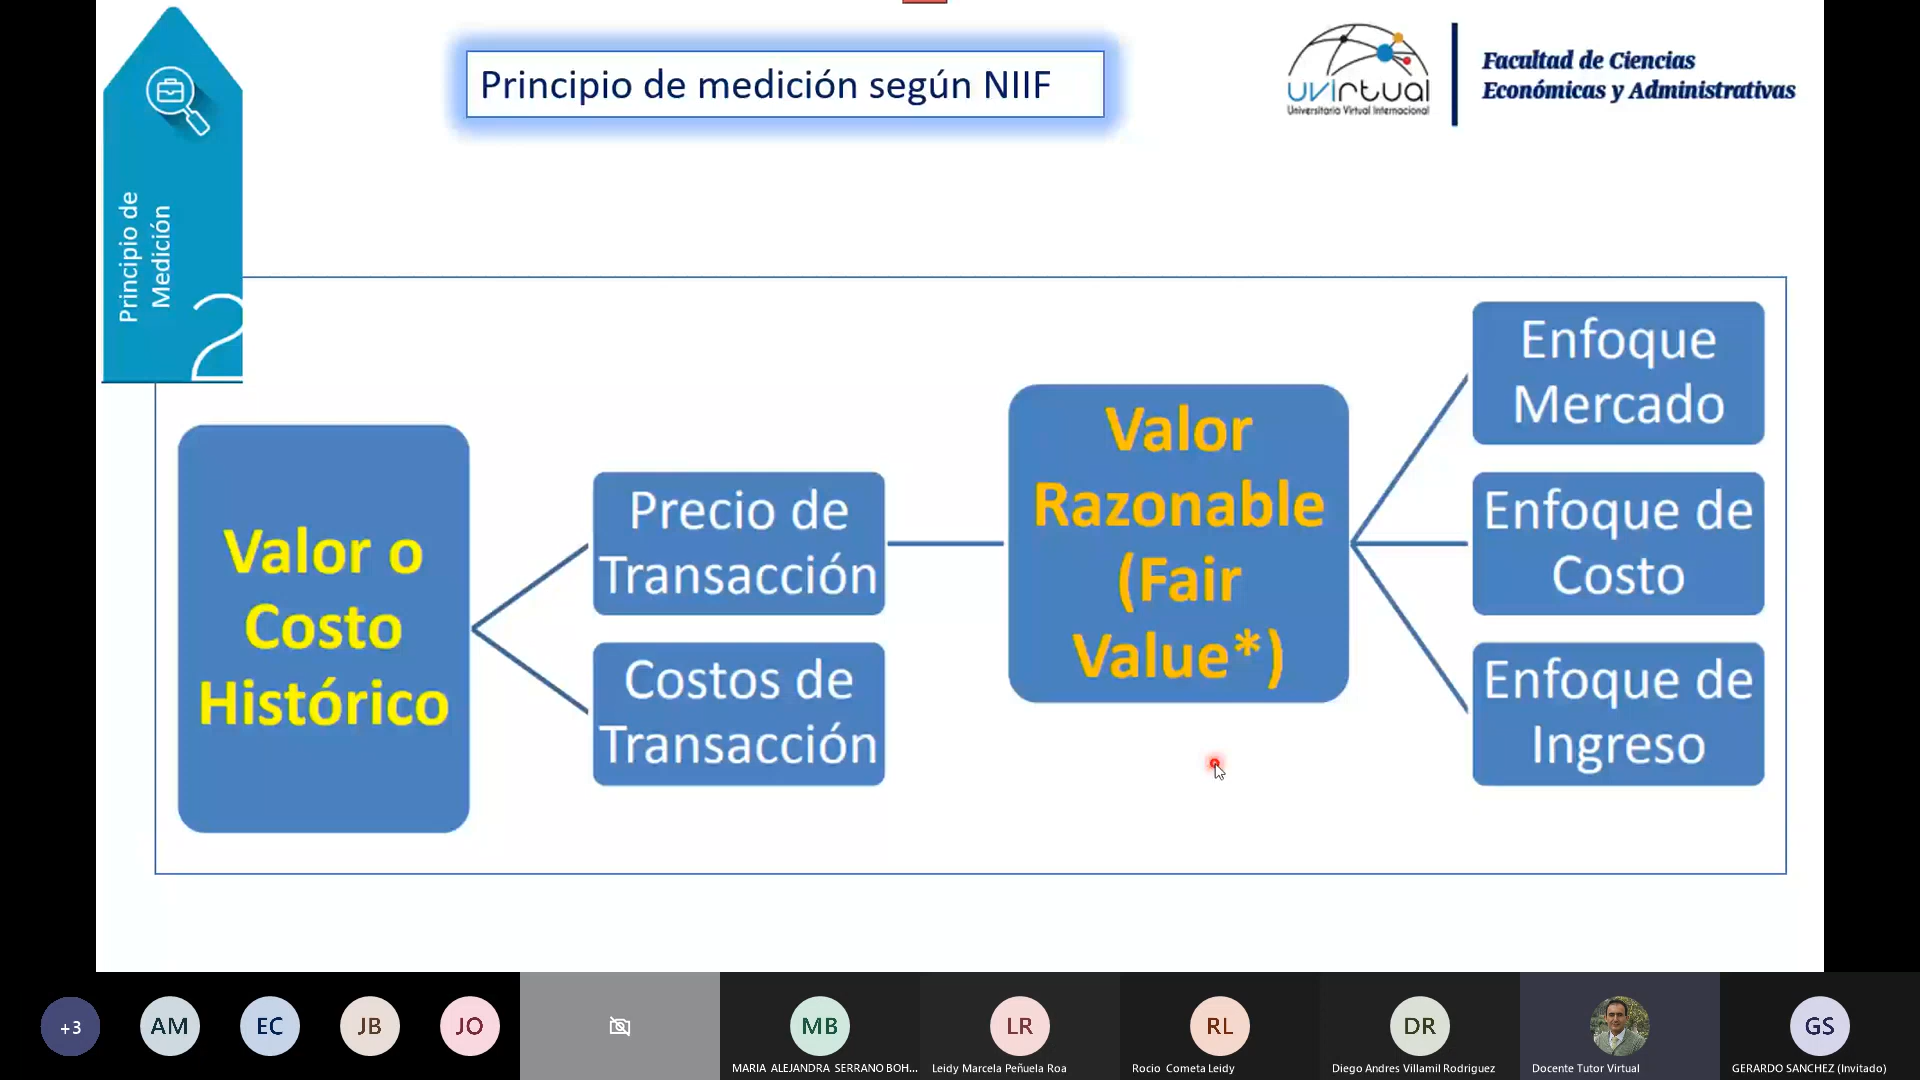 Principio de medición según NIIF
uvirtual
Universitaria Virtual Internacional
Facultad de Ciencias
Económicas y Administrativas
Principio de
Medición
2
Valor o
Costo
Histórico
Precio de
Transacción
Costos de
Transacción
Valor
Razonable
(Fair
Value*)
Enfoque
Mercado
Enfoque de
Costo
Enfoque de
Ingreso
+3
AM
EC
JB
JO
MB
MARIA ALEJANDRA SERRANO BOH...
LR
Leidy Marcela Peñuela Roa
RL
Rocio Cometa Leidy
DR
Diego Andres Villamil Rodriguez
Docente Tutor Virtual
GS
GERARDO SANCHEZ (Invitado)